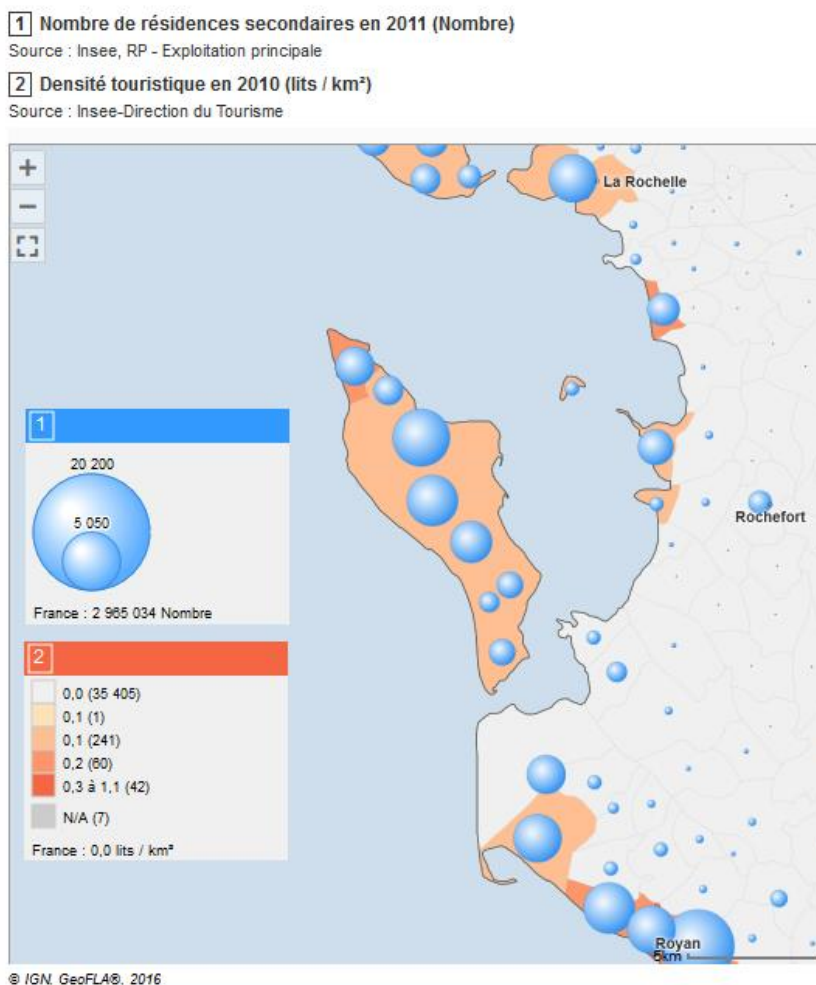 1 Nombre de résidences secondaires en 2011 (Nombre)
Source : Insee, RP - Exploitation principale
2 Densité touristique en 2010 (lits / km²)
Source : Insee-Direction du Tourisme
+
−
La Rochelle
1
20 200
5 050
France : 2 965 034 Nombre
Rochefort
2
0,0 (35 405)
0,1 (1)
0,1 (241)
0,2 (60)
0,3 à 1,1 (42)
N/A (7)
France : 0,0 lits / km²
Royan
5km
© IGN, GeoFLA®, 2016